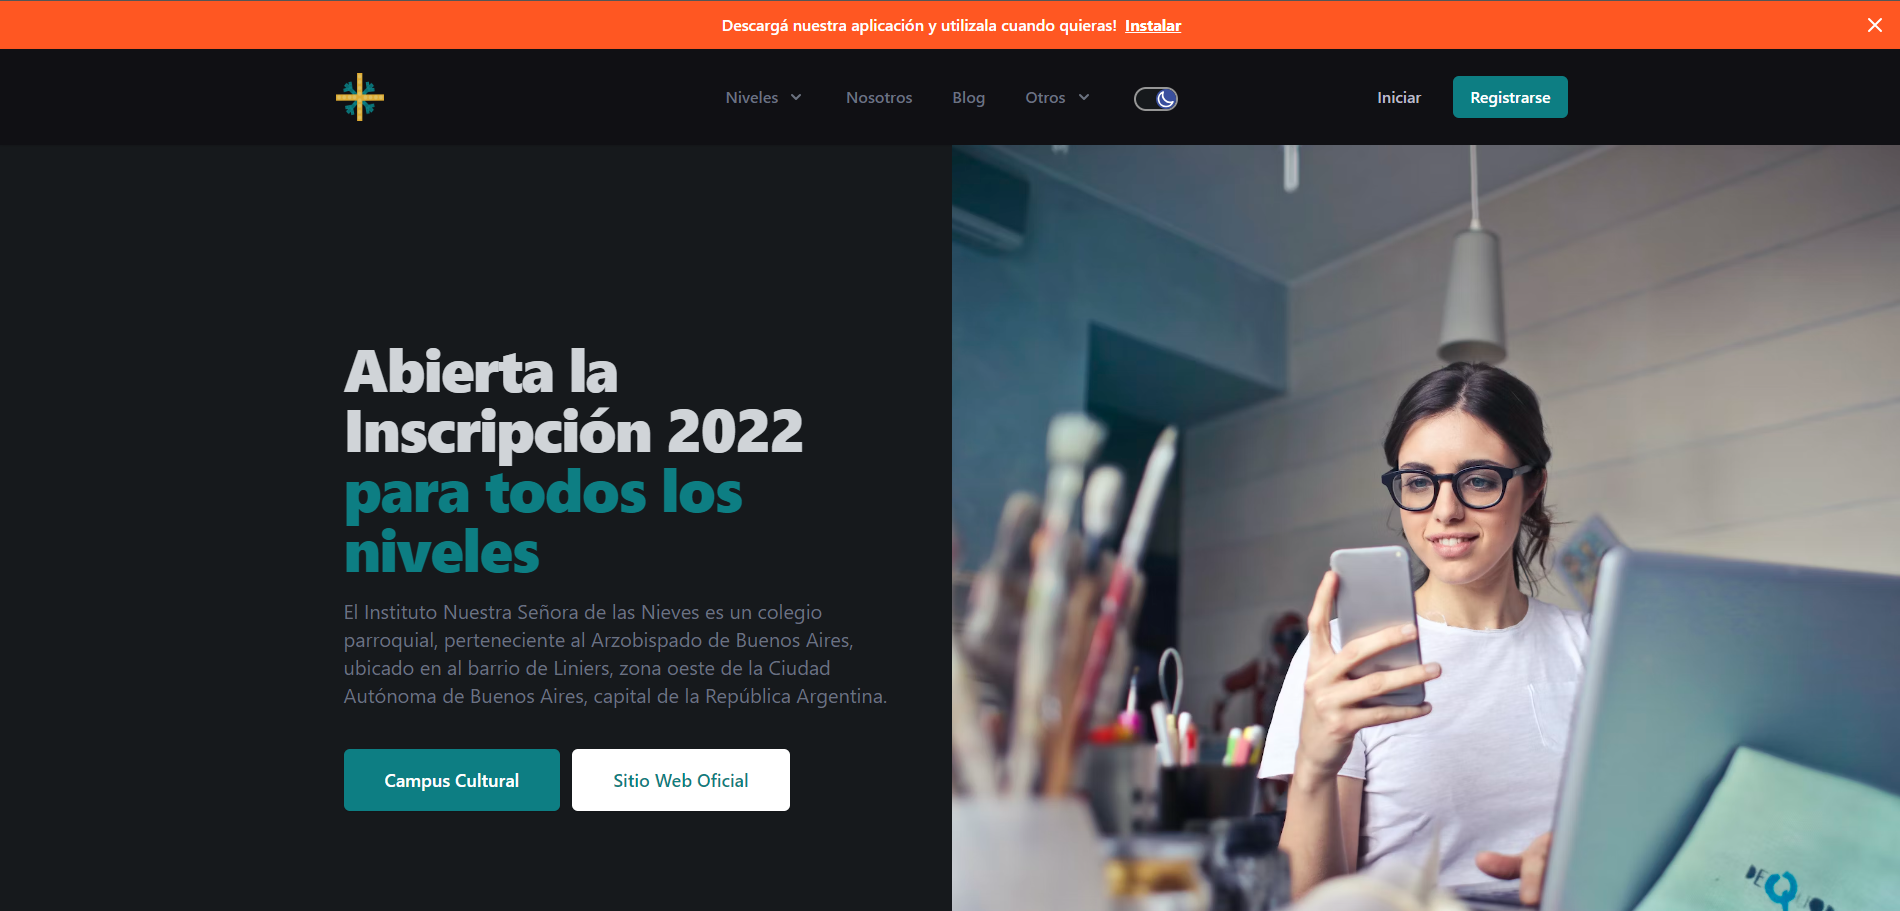 Descargá nuestra aplicación y utilizala cuando quieras! Instalar
Niveles Nosotros Blog Otros Iniciar Registrarse
Abierta la
Inscripción 2022
para todos los
niveles
El Instituto Nuestra Señora de las Nieves es un colegio
parroquial, perteneciente al Arzobispado de Buenos Aires,
ubicado en al barrio de Liniers, zona oeste de la Ciudad
Autónoma de Buenos Aires, capital de la República Argentina.
Campus Cultural Sitio Web Oficial